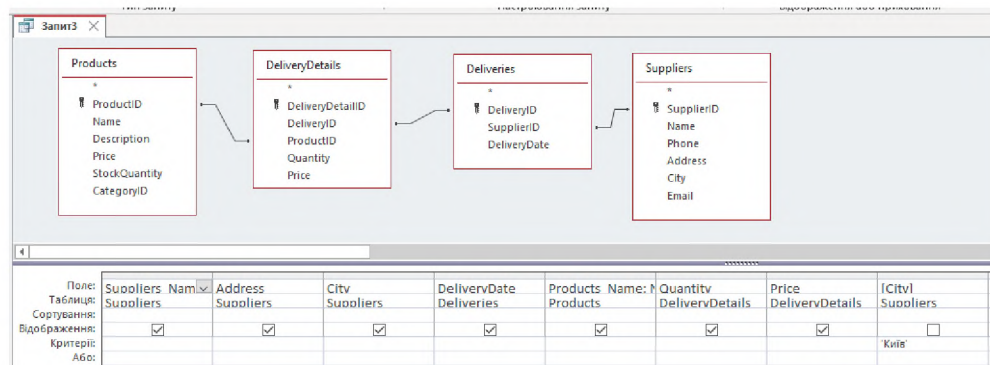 Запит3
Products
*
ProductID
Name
Description
Price
StockQuantity
CategoryID
DeliveryDetails
*
DeliveryDetailID
DeliveryID
ProductID
Quantity
Price
Deliveries
*
DeliveryID
SupplierID
DeliveryDate
Suppliers
*
SupplierID
Name
Phone
Address
City
Email
Поле: Suppliers_Nam Address City DeliveryDate Products_Name: N Quantity Price [City]
Таблиця: Suppliers Suppliers Suppliers Deliveries Products DeliveryDetails DeliveryDetails Suppliers
Сортування:
Відображення:
Критерії: 'Київ'
Або: